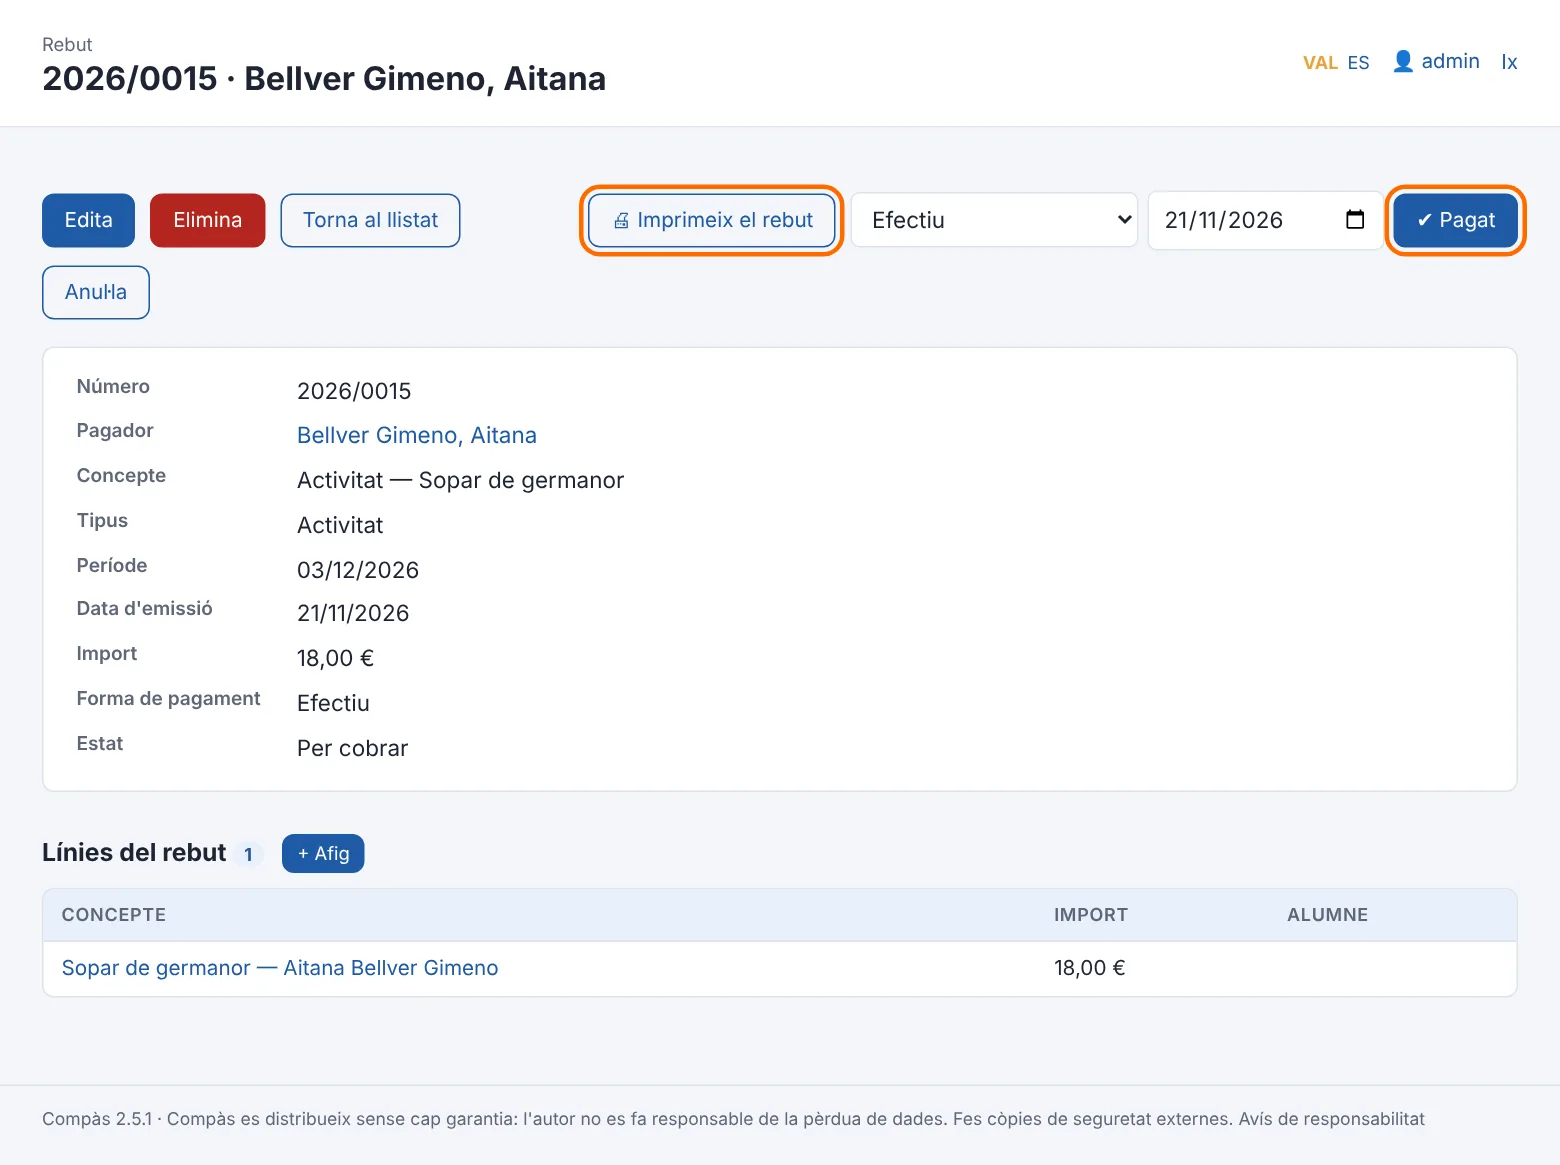 Rebut
2026/0015 · Bellver Gimeno, Aitana
VAL ES admin Ix
Edita Elimina Torna al llistat Imprimeix el rebut Efectiu 21/11/2026 ✔ Pagat
Anul·la
Número 2026/0015
Pagador Bellver Gimeno, Aitana
Concepte Activitat — Sopar de germanor
Tipus Activitat
Període 03/12/2026
Data d'emissió 21/11/2026
Import 18,00 €
Forma de pagament Efectiu
Estat Per cobrar
Línies del rebut 1 + Afig
CONCEPTE IMPORT ALUMNE
Sopar de germanor — Aitana Bellver Gimeno 18,00 €
Compàs 2.5.1 · Compàs es distribueix sense cap garantia: l'autor no es fa responsable de la pèrdua de dades. Fes còpies de seguretat externes. Avís de responsabilitat